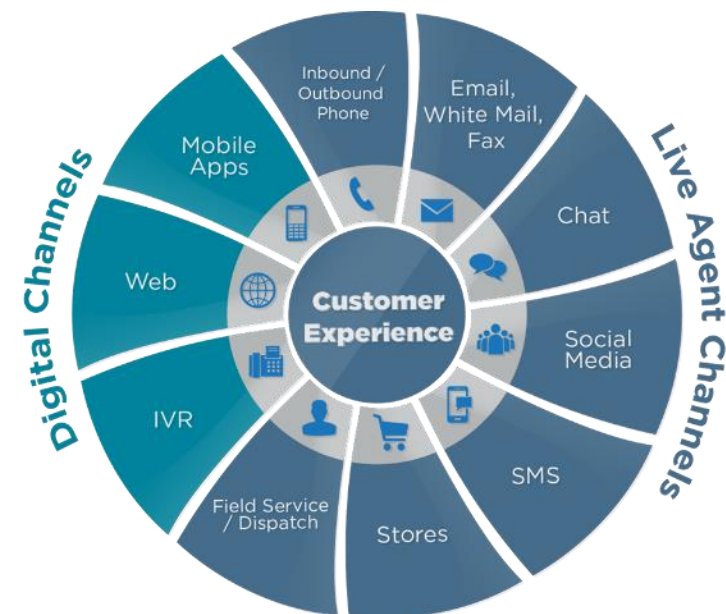 Digital Channels
Live Agent Channels
Inbound /
Outbound
Phone
Email,
White Mail,
Fax
Chat
Social
Media
SMS
Stores
Field Service
/ Dispatch
IVR
Web
Mobile
Apps
Customer
Experience